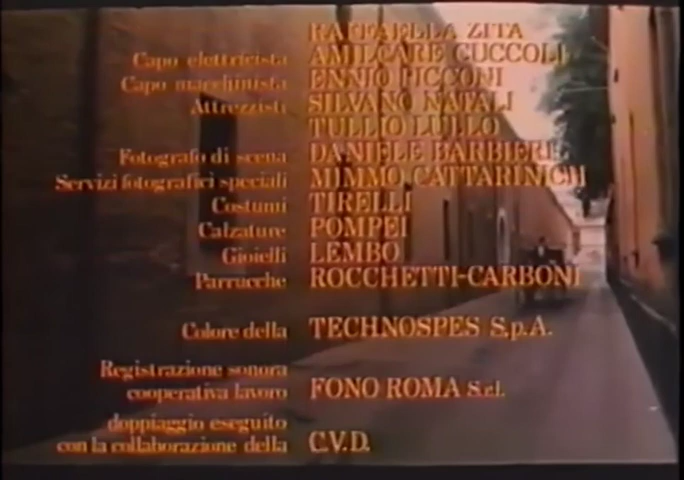 RAFFAELLA ZITA
Capo elettricista AMILCARE CUCCOLI
Capo macchinista ENNIO PICCONI
Attrezzisti SILVANO NATALI
TULLIO LULLO
Fotografo di scena DANIELE BARBIERI
Servizi fotografici speciali MIMMO CATTARINICH
Costumi TIRELLI
Calzature POMPEI
Gioielli LEMBO
Parrucche ROCCHETTI-CARBONI
Colore della TECHNOSPES S.p.A.
Registrazione sonora
cooperativa lavoro FONO ROMA S.r.l.
doppiaggio eseguito
con la collaborazione della C.V.D.